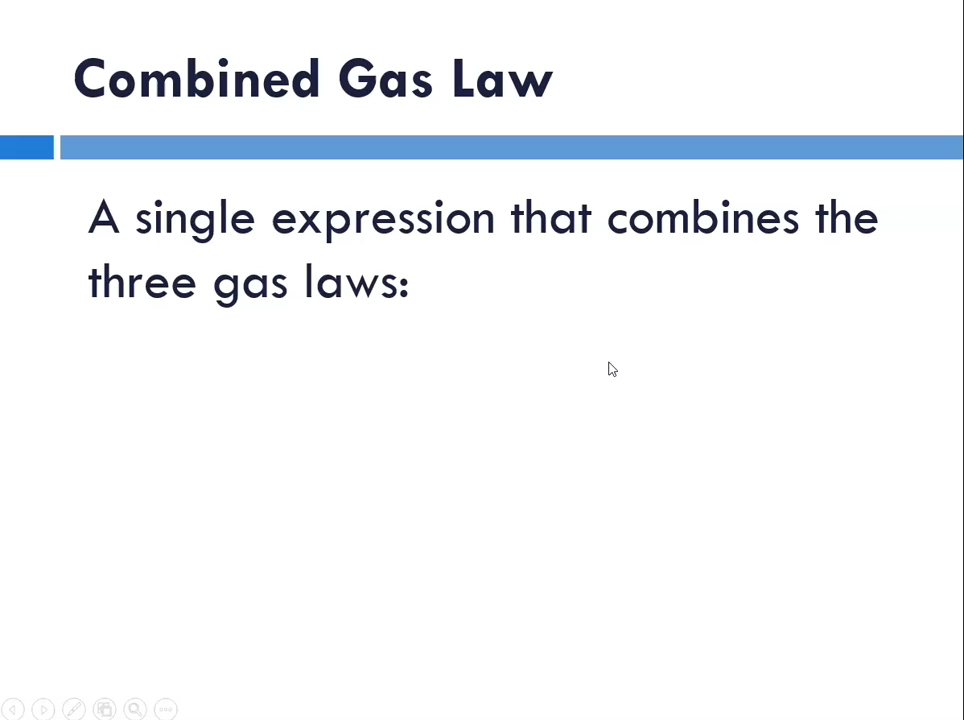 Combined Gas Law
A single expression that combines the
three gas laws: